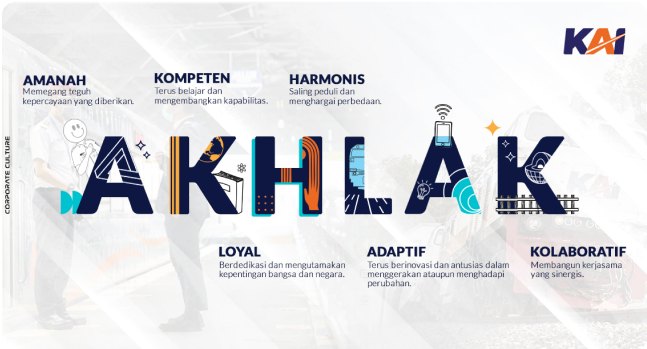 KAI
AMANAH
Memegang teguh
kepercayaan yang diberikan.
KOMPETEN
Terus belajar dan
mengembangkan kapabilitas.
HARMONIS
Saling peduli dan
menghargai perbedaan.
CORPORATE CULTURE
AKHLAK
LOYAL
Berdedikasi dan mengutamakan
kepentingan bangsa dan negara.
ADAPTIF
Terus berinovasi dan antusias dalam
menggerakan ataupun menghadapi
perubahan.
KOLABORATIF
Membangun kerjasama
yang sinergis.